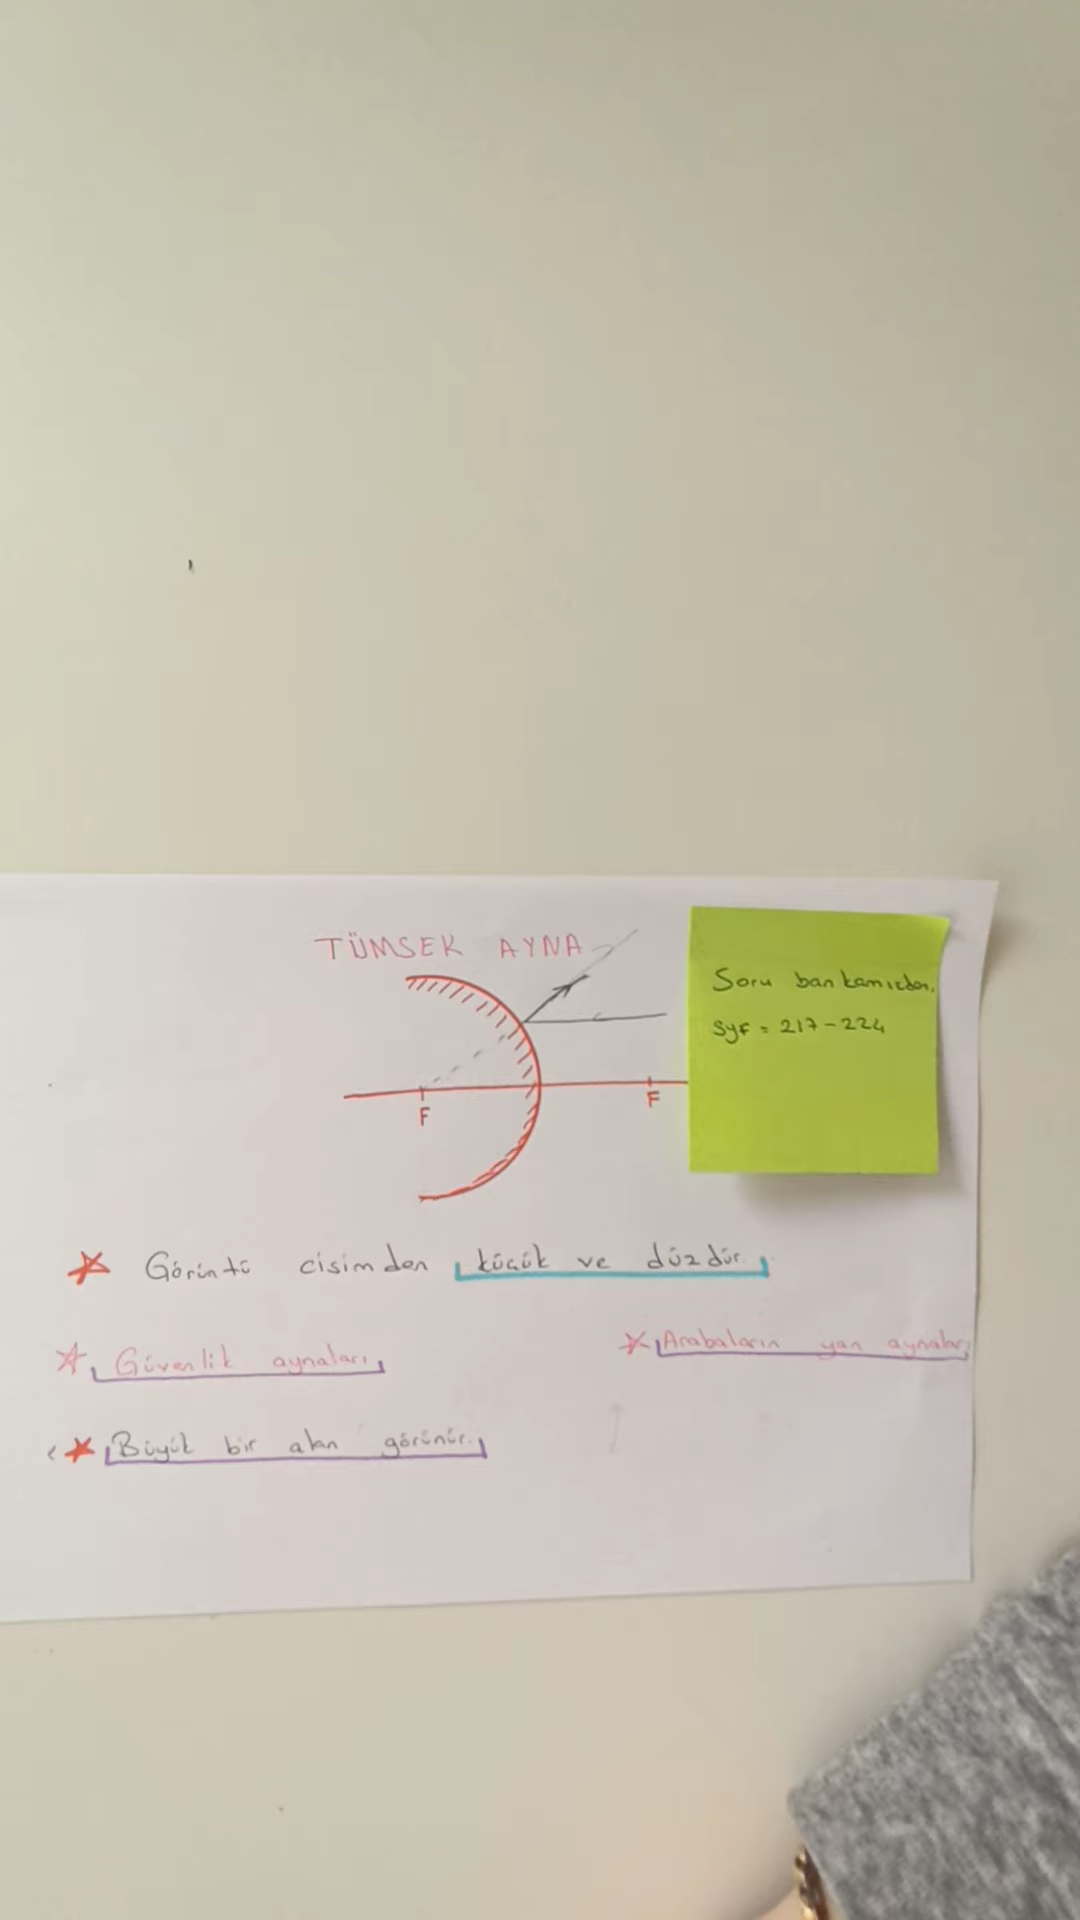 TÜMSEK AYNA
Soru bankamızdan,
syf = 217-224
F
F
Görüntü cisimden küçük ve düzdür.
Güvenlik aynaları
Arabaların yan aynaları
Büyük bir alan görünür.